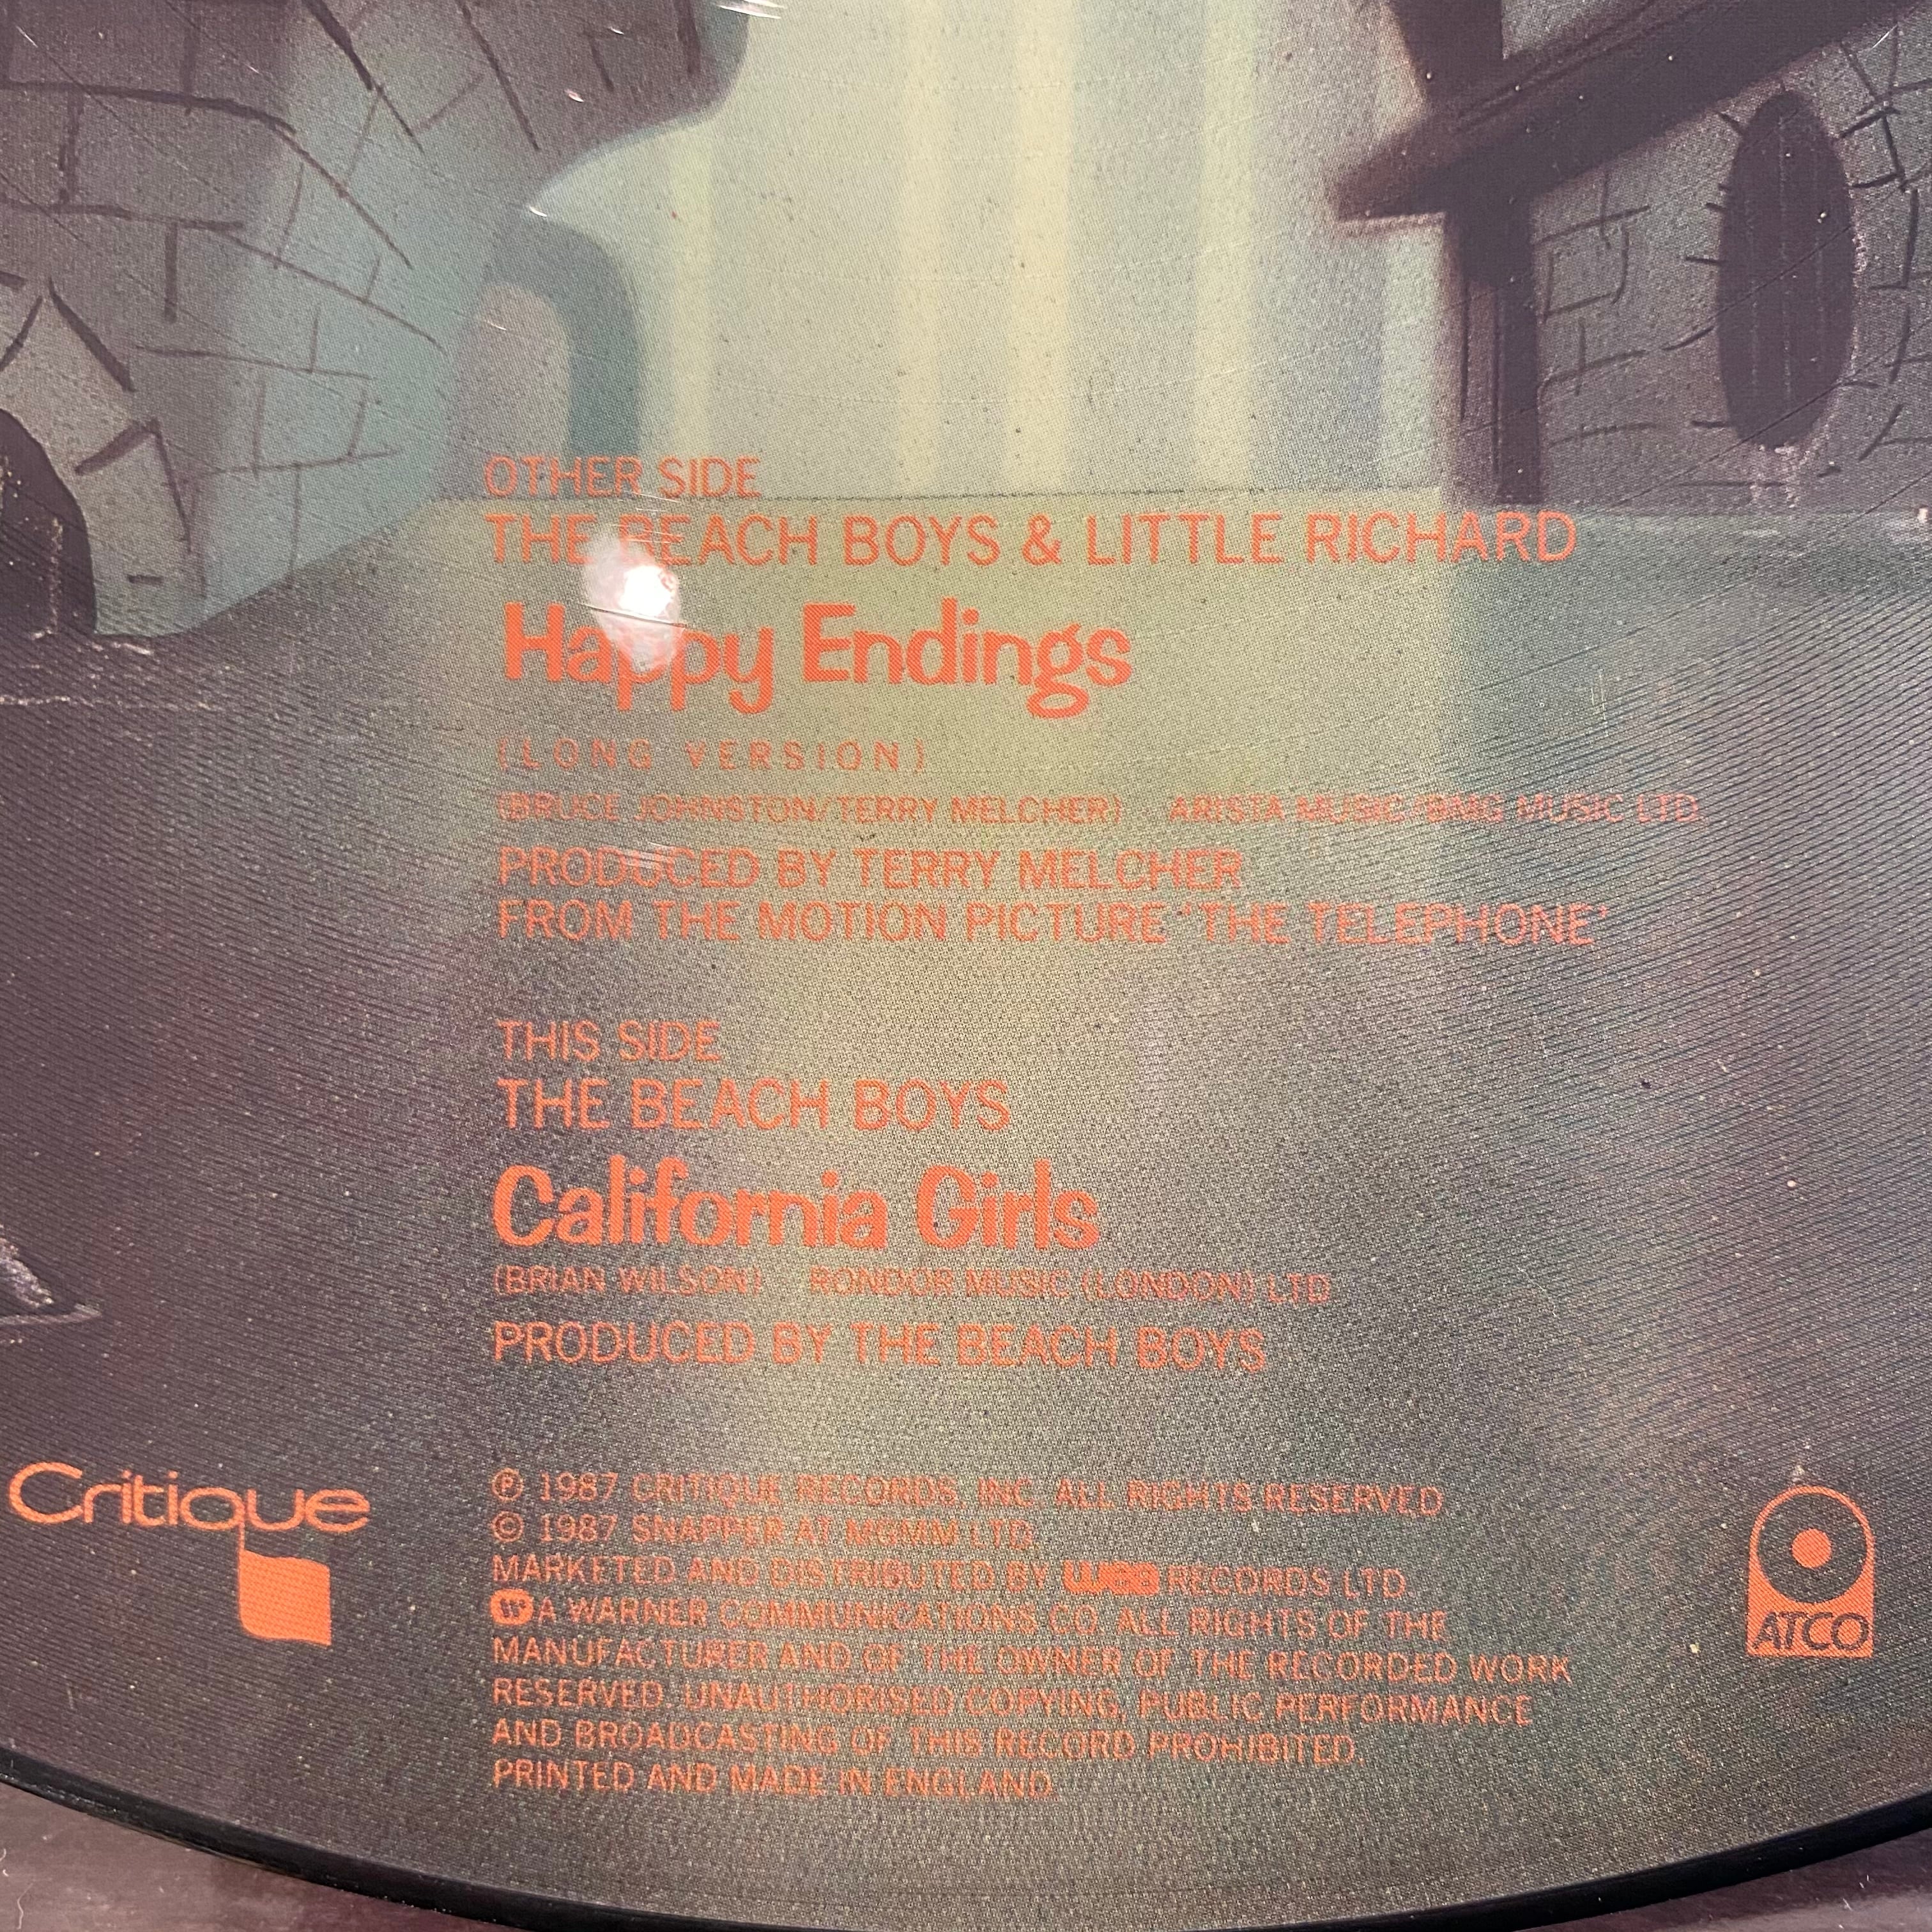 OTHER SIDE
THE BEACH BOYS & LITTLE RICHARD
Happy Endings
(LONG VERSION)
(BRUCE JOHNSTON/TERRY MELCHER) ARISTA MUSIC/BMG MUSIC LTD.
PRODUCED BY TERRY MELCHER
FROM THE MOTION PICTURE 'THE TELEPHONE'
THIS SIDE
THE BEACH BOYS
California Girls
(BRIAN WILSON) RONDOR MUSIC (LONDON) LTD
PRODUCED BY THE BEACH BOYS
Critique
℗ 1987 CRITIQUE RECORDS, INC. ALL RIGHTS RESERVED
© 1987 SNAPPER AT MGMM LTD.
MARKETED AND DISTRIBUTED BY wea RECORDS LTD.
W A WARNER COMMUNICATIONS CO. ALL RIGHTS OF THE
MANUFACTURER AND OF THE OWNER OF THE RECORDED WORK
RESERVED. UNAUTHORISED COPYING, PUBLIC PERFORMANCE
AND BROADCASTING OF THIS RECORD PROHIBITED.
PRINTED AND MADE IN ENGLAND.
ATCO